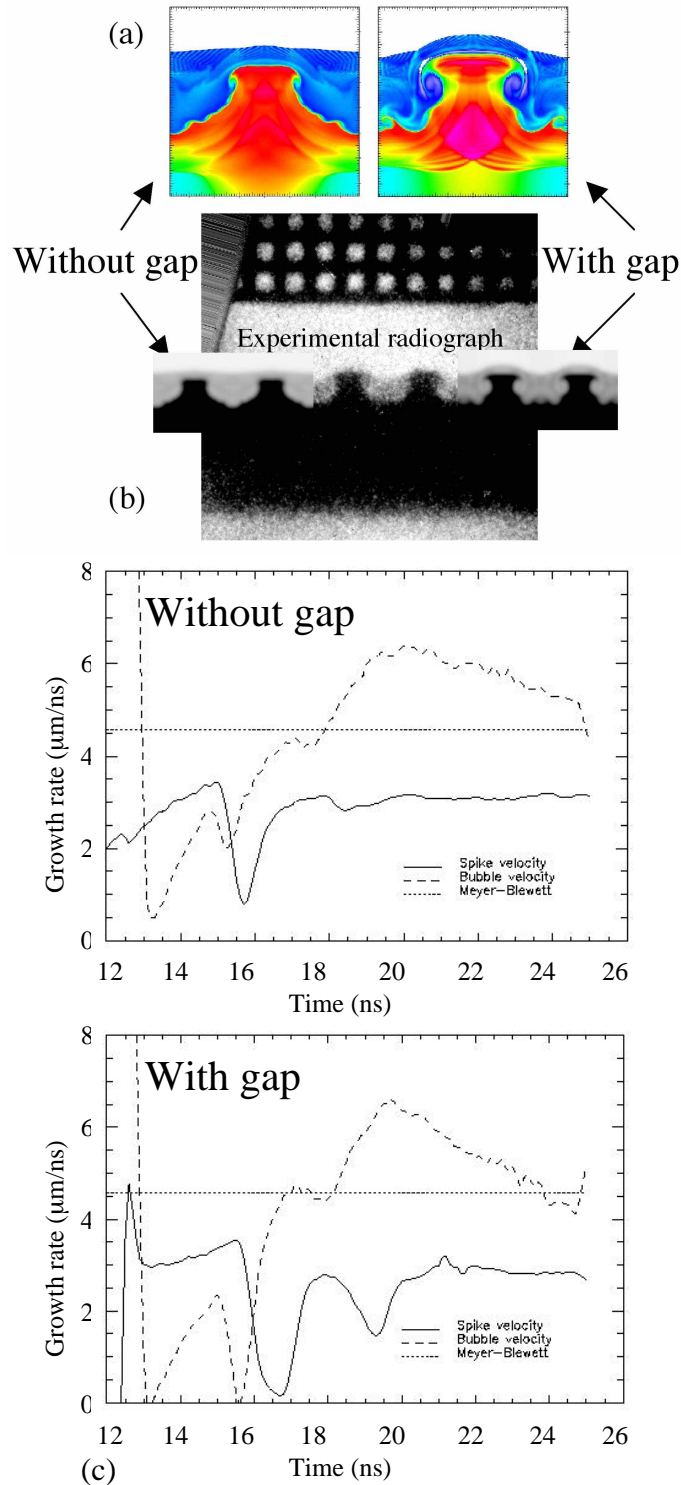 (a)
Without gap
With gap
Experimental radiograph
(b)
Without gap
Growth rate (µm/ns)
8
6
4
2
0
Spike velocity
Bubble velocity
Meyer-Blewett
12 14 16 18 20 22 24 26
Time (ns)
With gap
Growth rate (µm/ns)
8
6
4
2
0
Spike velocity
Bubble velocity
Meyer-Blewett
12 14 16 18 20 22 24 26
Time (ns)
(c)